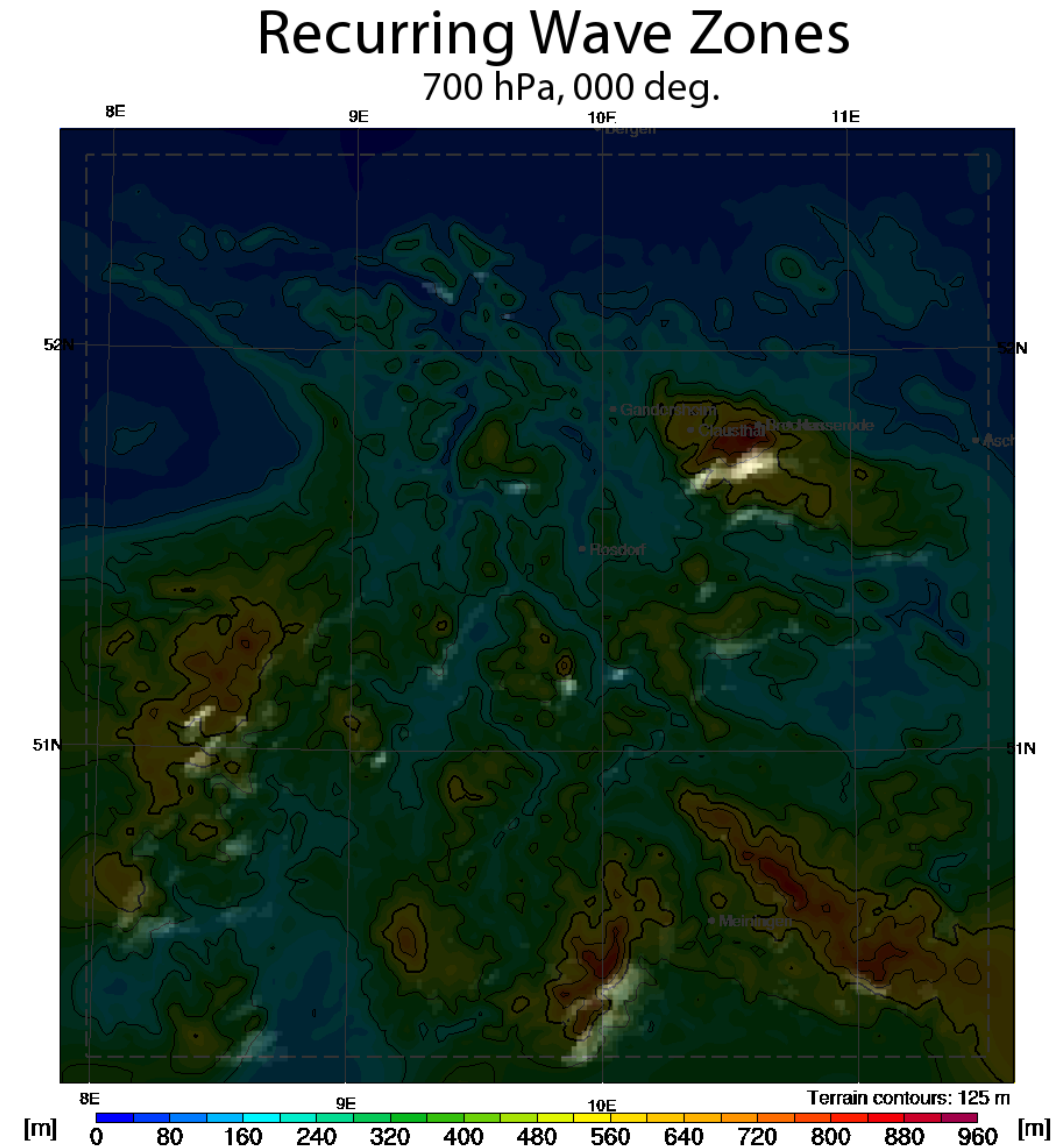 Recurring Wave Zones
700 hPa, 000 deg.
8E 9E 10E 11E
Bergen
52N 52N
Gandersheim
Clausthal
Asch
Rosdorf
51N 51N
Meiningen
8E 9E 10E Terrain contours: 125 m
[m] 0 80 160 240 320 400 480 560 640 720 800 880 960 [m]